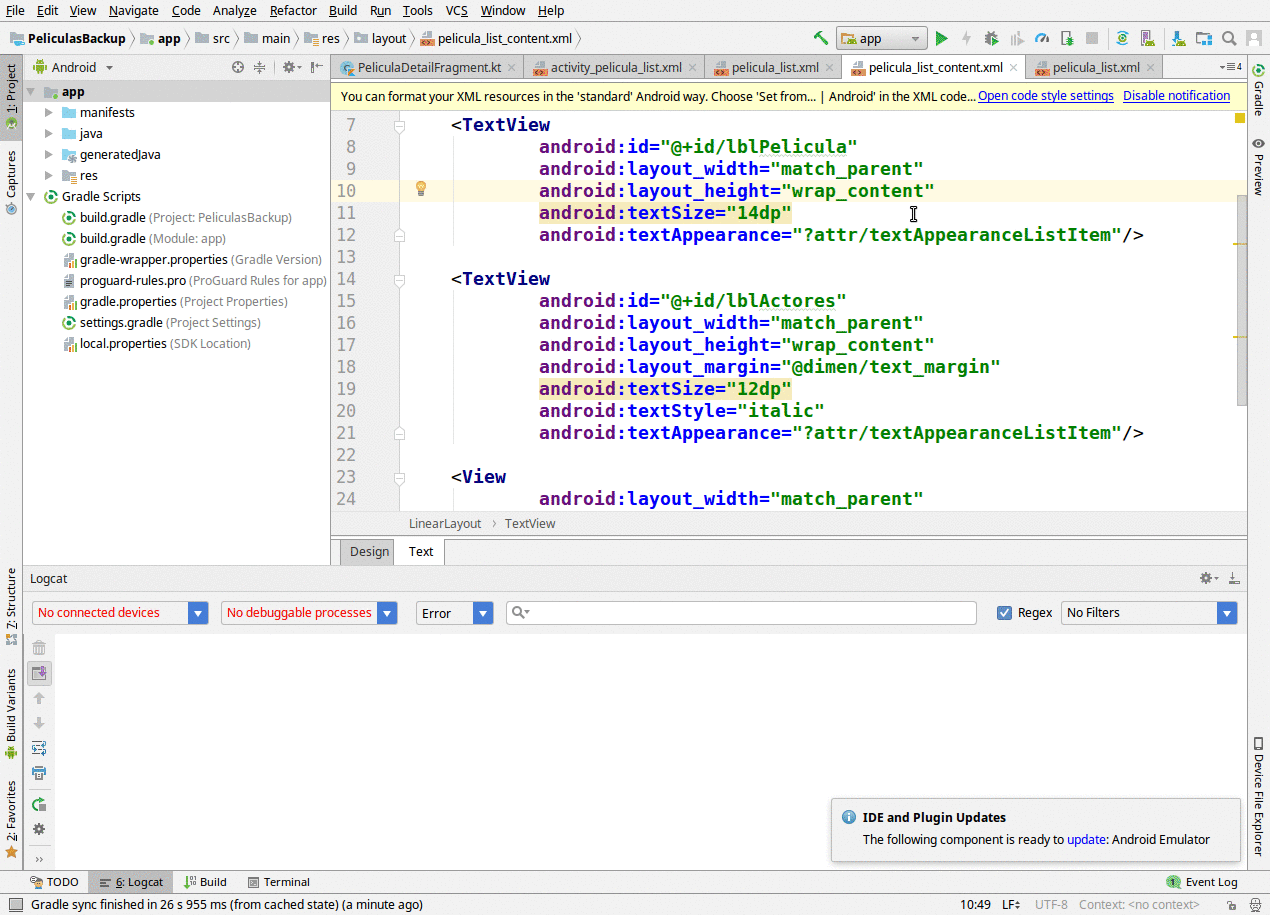 File Edit View Navigate Code Analyze Refactor Build Run Tools VCS Window Help
PeliculasBackup app src main res layout pelicula_list_content.xml app
Android
PeliculaDetailFragment.kt activity_pelicula_list.xml pelicula_list.xml pelicula_list_content.xml pelicula_list.xml 4
You can format your XML resources in the 'standard' Android way. Choose 'Set from... | Android' in the XML code... Open code style settings Disable notification
1: Project
Captures
7: Structure
Build Variants
2: Favorites
app
manifests
java
generatedJava
res
Gradle Scripts
build.gradle (Project: PeliculasBackup)
build.gradle (Module: app)
gradle-wrapper.properties (Gradle Version)
proguard-rules.pro (ProGuard Rules for app)
gradle.properties (Project Properties)
settings.gradle (Project Settings)
local.properties (SDK Location)
7 <TextView
8 android:id="@+id/lblPelicula"
9 android:layout_width="match_parent"
10 android:layout_height="wrap_content"
11 android:textSize="14dp"
12 android:textAppearance="?attr/textAppearanceListItem"/>
13
14 <TextView
15 android:id="@+id/lblActores"
16 android:layout_width="match_parent"
17 android:layout_height="wrap_content"
18 android:layout_margin="@dimen/text_margin"
19 android:textSize="12dp"
20 android:textStyle="italic"
21 android:textAppearance="?attr/textAppearanceListItem"/>
22
23 <View
24 android:layout_width="match_parent"
LinearLayout TextView
Design Text
Gradle
Preview
Device File Explorer
Logcat
No connected devices No debuggable processes Error Regex No Filters
IDE and Plugin Updates
The following component is ready to update: Android Emulator
TODO 6: Logcat Build Terminal 1 Event Log
Gradle sync finished in 26 s 955 ms (from cached state) (a minute ago) 10:49 LF UTF-8 Context: <no context>